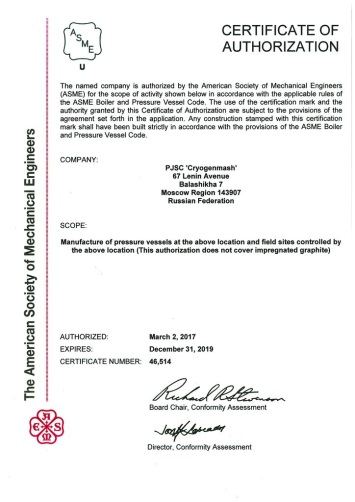 CERTIFICATE OF
AUTHORIZATION
ASME
U
The named company is authorized by the American Society of Mechanical Engineers
(ASME) for the scope of activity shown below in accordance with the applicable rules of
the ASME Boiler and Pressure Vessel Code. The use of the certification mark and the
authority granted by this Certificate of Authorization are subject to the provisions of the
agreement set forth in the application. Any construction stamped with this certification
mark shall have been built strictly in accordance with the provisions of the ASME Boiler
and Pressure Vessel Code.
COMPANY:
PJSC 'Cryogenmash'
67 Lenin Avenue
Balashikha 7
Moscow Region 143907
Russian Federation
SCOPE:
Manufacture of pressure vessels at the above location and field sites controlled by
the above location (This authorization does not cover impregnated graphite)
AUTHORIZED: March 2, 2017
EXPIRES: December 31, 2019
CERTIFICATE NUMBER: 46,514
Board Chair, Conformity Assessment
Director, Conformity Assessment
The American Society of Mechanical Engineers
ASME